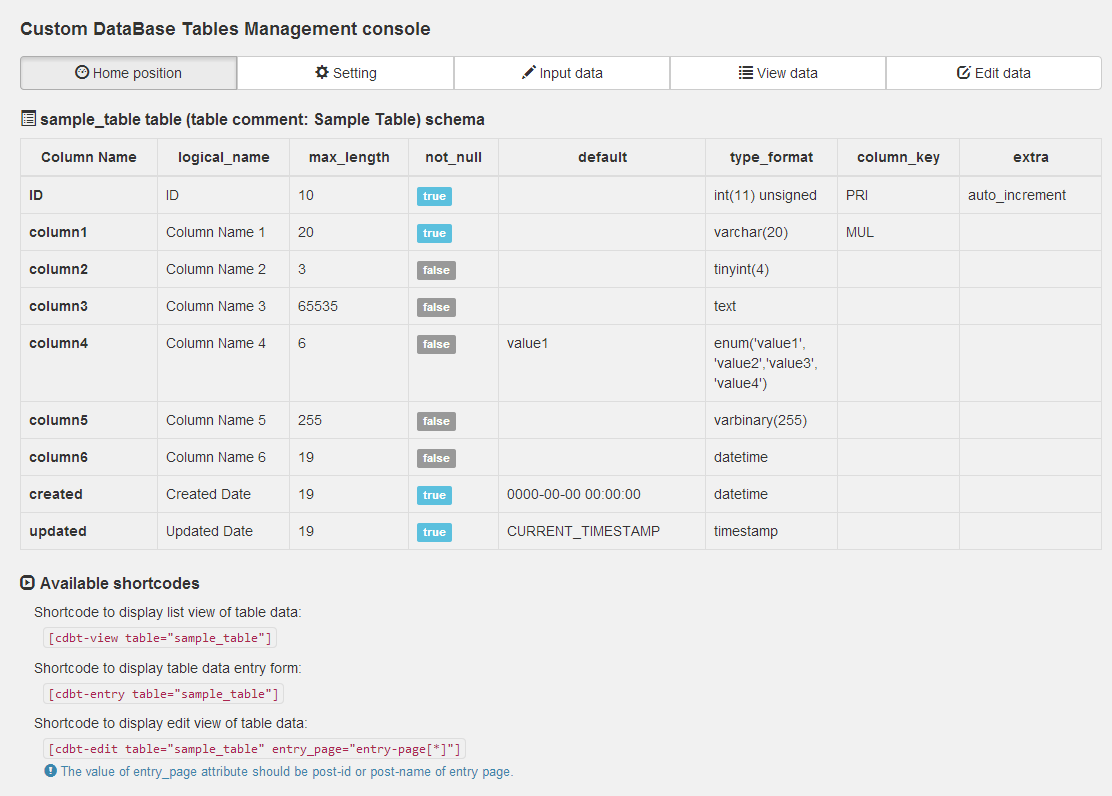 Custom DataBase Tables Management console
Home position Setting Input data View data Edit data
sample_table table (table comment: Sample Table) schema
Column Name logical_name max_length not_null default type_format column_key extra
ID ID 10 true int(11) unsigned PRI auto_increment
column1 Column Name 1 20 true varchar(20) MUL
column2 Column Name 2 3 false tinyint(4)
column3 Column Name 3 65535 false text
column4 Column Name 4 6 false value1 enum('value1',
'value2','value3',
'value4')
column5 Column Name 5 255 false varbinary(255)
column6 Column Name 6 19 false datetime
created Created Date 19 true 0000-00-00 00:00:00 datetime
updated Updated Date 19 true CURRENT_TIMESTAMP timestamp
Available shortcodes
Shortcode to display list view of table data:
[cdbt-view table="sample_table"]
Shortcode to display table data entry form:
[cdbt-entry table="sample_table"]
Shortcode to display edit view of table data:
[cdbt-edit table="sample_table" entry_page="entry-page[*]"]
The value of entry_page attribute should be post-id or post-name of entry page.